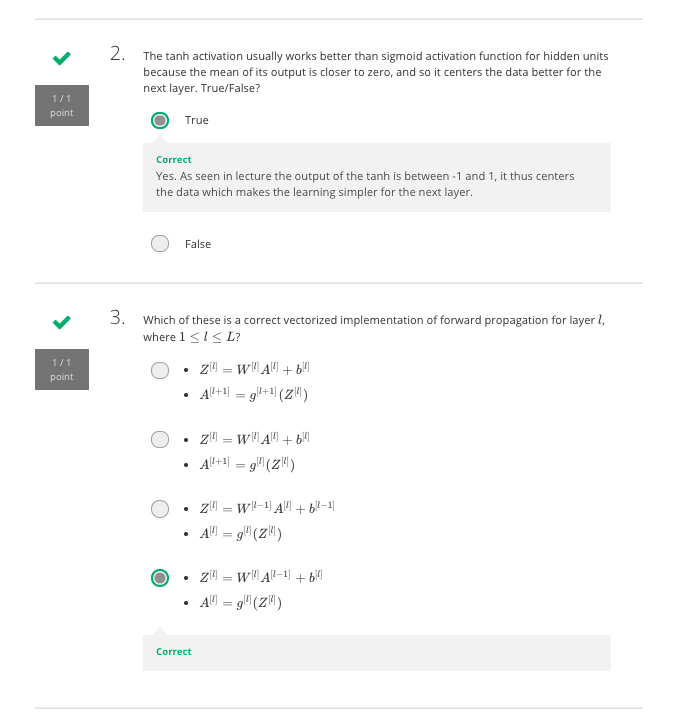 2.
The tanh activation usually works better than sigmoid activation function for hidden units
because the mean of its output is closer to zero, and so it centers the data better for the
next layer. True/False?
1 / 1
point
True
Correct
Yes. As seen in lecture the output of the tanh is between -1 and 1, it thus centers
the data which makes the learning simpler for the next layer.
False
3.
Which of these is a correct vectorized implementation of forward propagation for layer l,
where 1 ≤ l ≤ L?
1 / 1
point
• Z^[l] = W^[l] A^[l] + b^[l]
• A^[l+1] = g^[l+1](Z^[l])
• Z^[l] = W^[l] A^[l] + b^[l]
• A^[l+1] = g^[l](Z^[l])
• Z^[l] = W^[l−1] A^[l] + b^[l−1]
• A^[l] = g^[l](Z^[l])
• Z^[l] = W^[l] A^[l−1] + b^[l]
• A^[l] = g^[l](Z^[l])
Correct